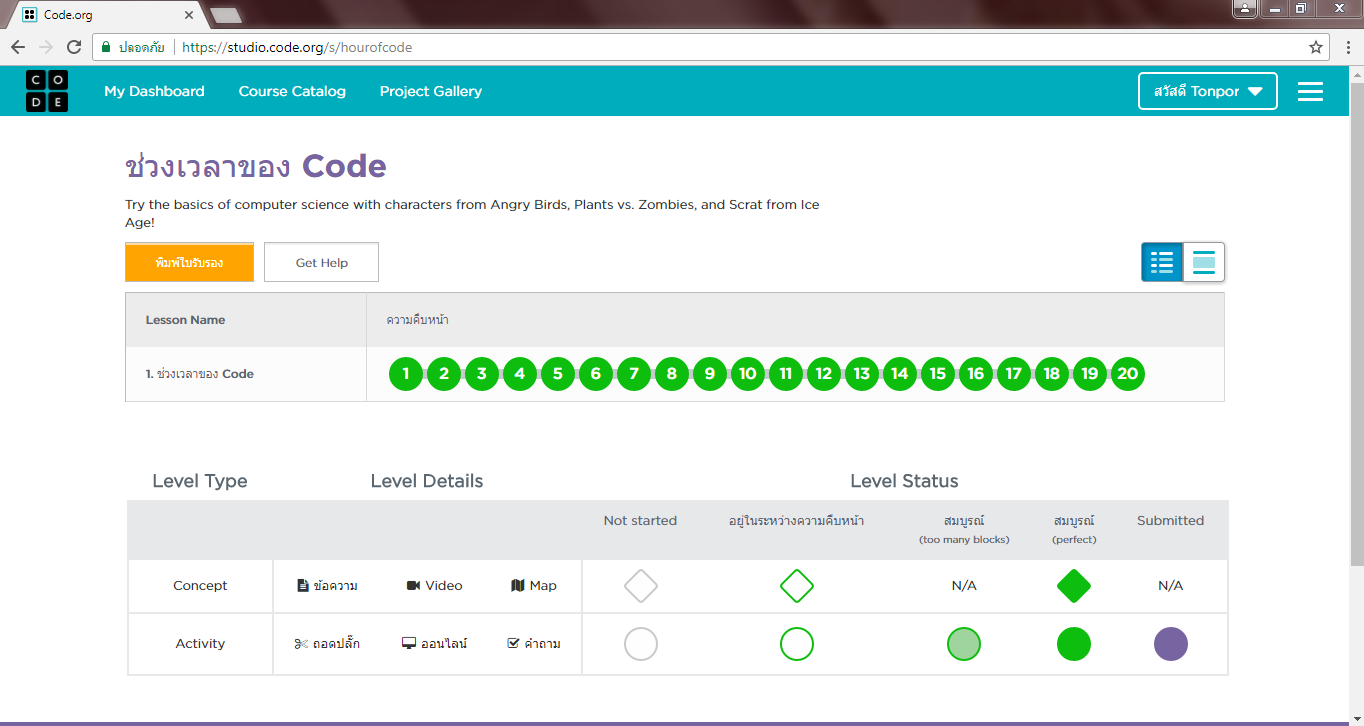 Code.org
ปลอดภัย https://studio.code.org/s/hourofcode
CODE My Dashboard Course Catalog Project Gallery สวัสดี Tonpor
ช่วงเวลาของ Code
Try the basics of computer science with characters from Angry Birds, Plants vs. Zombies, and Scrat from Ice
Age!
พิมพ์ใบรับรอง Get Help
Lesson Name ความคืบหน้า
1. ช่วงเวลาของ Code 1 2 3 4 5 6 7 8 9 10 11 12 13 14 15 16 17 18 19 20
Level Type Level Details Level Status
Not started อยู่ในระหว่างความคืบหน้า สมบูรณ์ สมบูรณ์ Submitted
(too many blocks) (perfect)
Concept ข้อความ Video Map N/A N/A
Activity ถอดปลั๊ก ออนไลน์ คำถาม